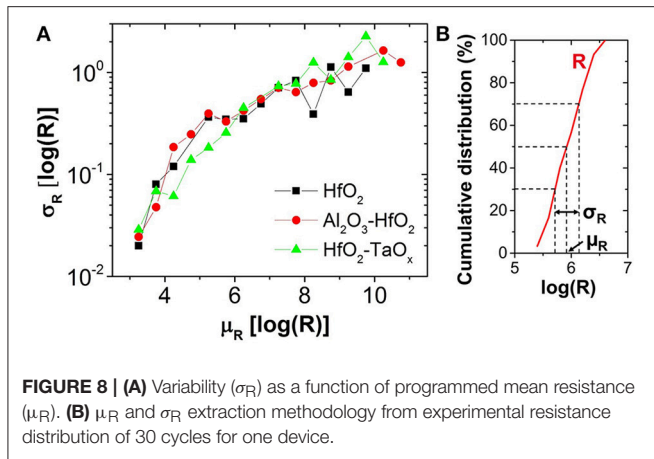 A
σR [log(R)]
10⁰
10⁻¹
10⁻²
HfO₂
Al₂O₃-HfO₂
HfO₂-TaOₓ
4 6 8 10
μR [log(R)]
B
Cumulative distribution (%)
100
80
60
40
20
0
R
σR
μR
5 6 7
log(R)
FIGURE 8 | (A) Variability (σR) as a function of programmed mean resistance
(μR). (B) μR and σR extraction methodology from experimental resistance
distribution of 30 cycles for one device.